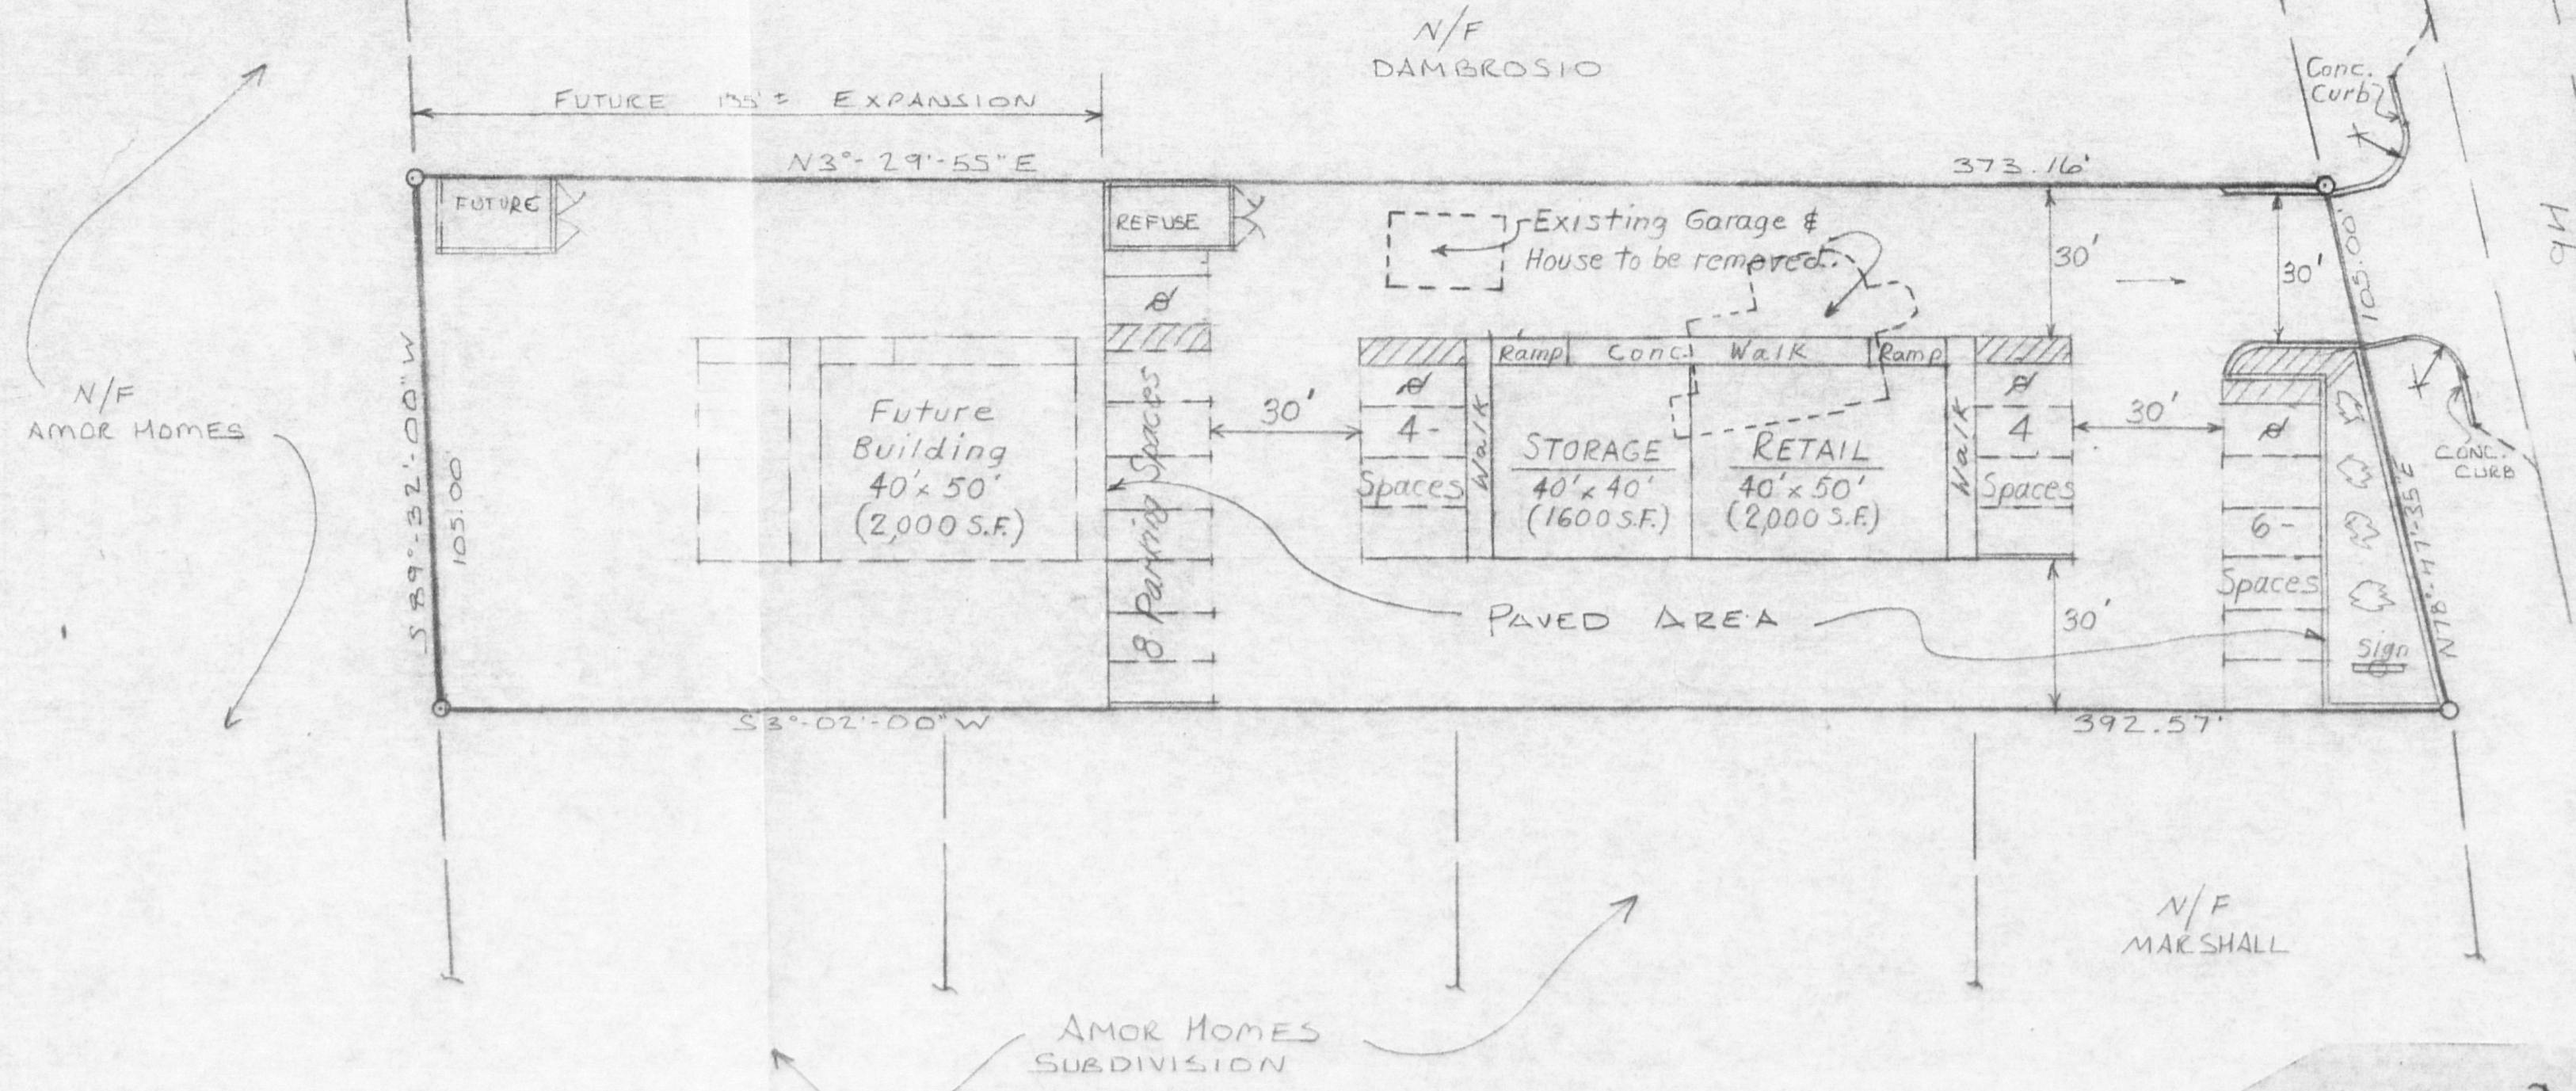 N/F
DAMBROSIO
Conc.
Curb
FUTURE 135'± EXPANSION
N3°-29'-55"E
373.16'
FUTURE
REFUSE
Existing Garage &
House to be removed.
30'
30'
105.00'
Ramp
Conc. Walk
Ramp
N/F
AMOR HOMES
S89°-32'-00"W
105.00
Future
Building
40'x 50'
(2,000 S.F.)
8 Parking Spaces
30'
4-
Spaces
Walk
STORAGE
40'x 40'
(1600 S.F.)
RETAIL
40'x 50'
(2,000 S.F.)
Walk
4
Spaces
30'
6-
Spaces
CONC.
CURB
N78°-47'-35"E
PAVED AREA
30'
Sign
S3°-02'-00"W
392.57'
N/F
MARSHALL
AMOR HOMES
SUBDIVISION